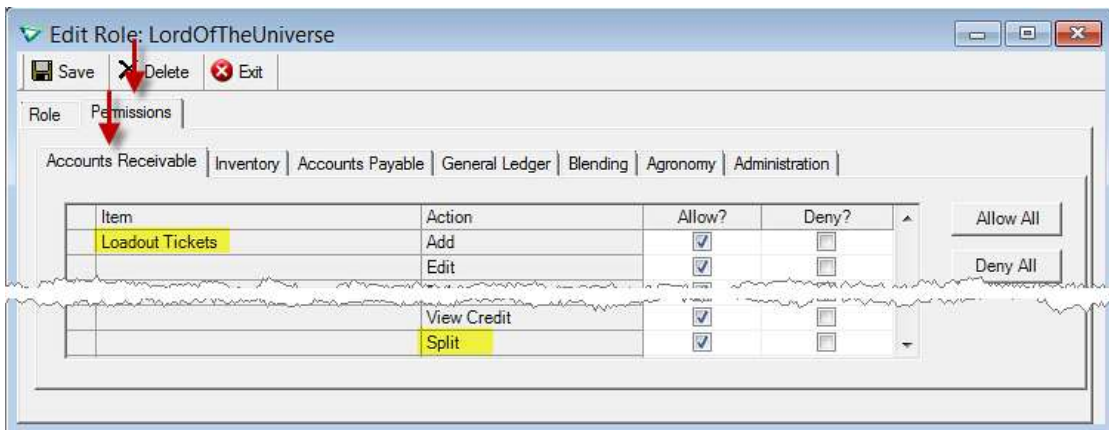 Edit Role: LordOfTheUniverse
Save Delete Exit
Role Permissions
Accounts Receivable Inventory Accounts Payable General Ledger Blending Agronomy Administration
Item Action Allow? Deny? Allow All
Loadout Tickets Add
Edit Deny All
View Credit
Split